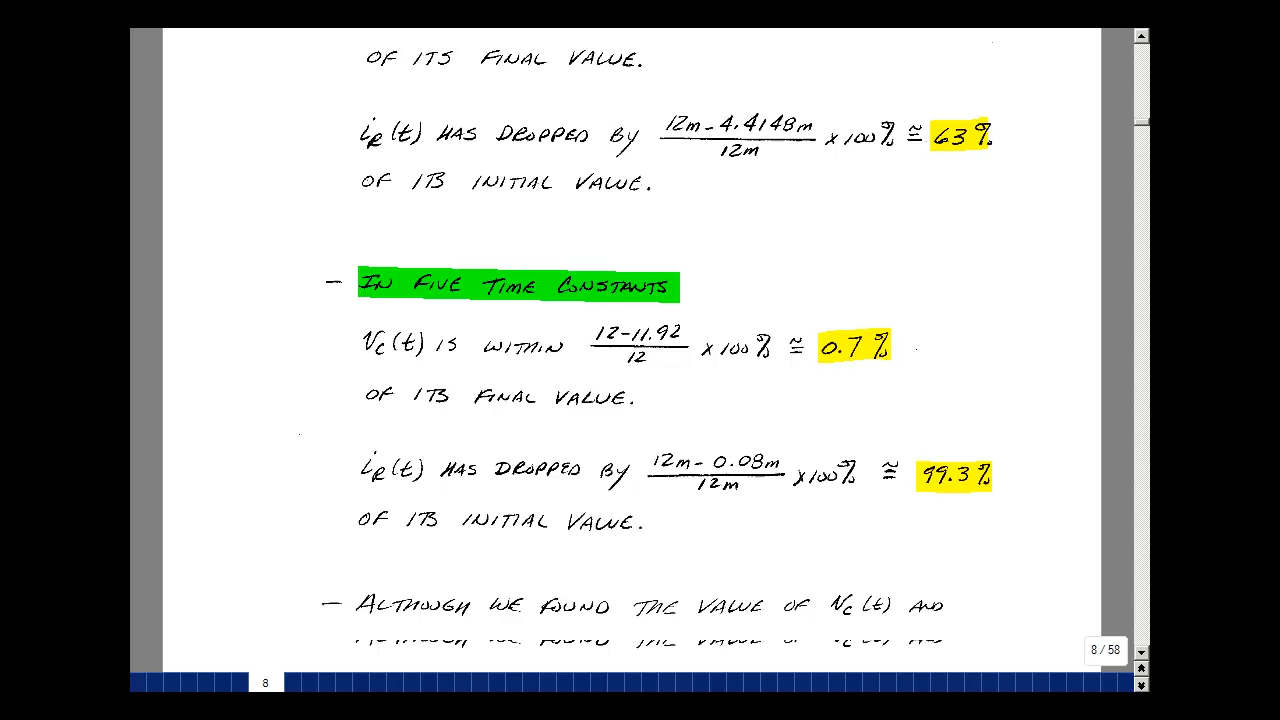 OF ITS FINAL VALUE.
iR(t) HAS DROPPED BY (12m - 4.4148m)/12m x 100% ≅ 63%
OF ITS INITIAL VALUE.
- IN FIVE TIME CONSTANTS
Vc(t) IS WITHIN (12-11.92)/12 x 100% ≅ 0.7%
OF ITS FINAL VALUE.
iR(t) HAS DROPPED BY (12m - 0.08m)/12m x 100% ≅ 99.3%
OF ITS INITIAL VALUE.
- ALTHOUGH WE FOUND THE VALUE OF Vc(t) AND
8 / 58
8